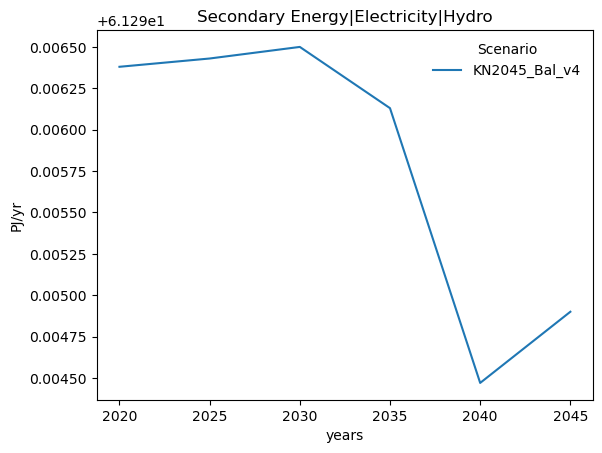 Secondary Energy|Electricity|Hydro
+6.129e1
0.00650
0.00625
0.00600
0.00575
0.00550
0.00525
0.00500
0.00475
0.00450
PJ/yr
Scenario
KN2045_Bal_v4
2020 2025 2030 2035 2040 2045
years